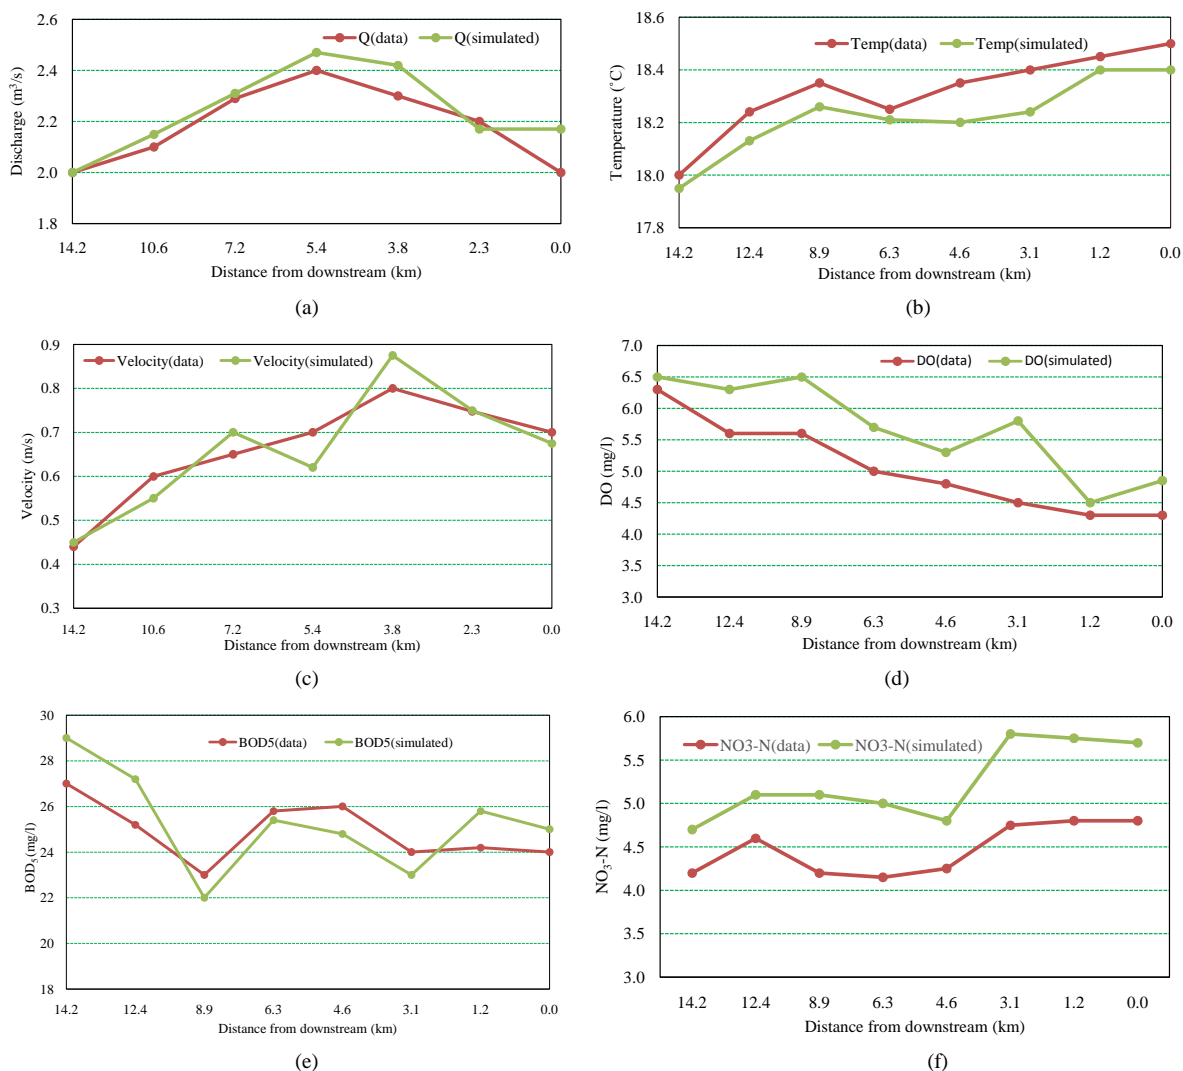 Q(data) Q(simulated)
Discharge (m³/s)
2.6
2.4
2.2
2.0
1.8
14.2 10.6 7.2 5.4 3.8 2.3 0.0
Distance from downstream (km)
(a)
Temp(data) Temp(simulated)
Temperature (˚C)
18.6
18.4
18.2
18.0
17.8
14.2 12.4 8.9 6.3 4.6 3.1 1.2 0.0
Distance from downstream (km)
(b)
Velocity(data) Velocity(simulated)
Velocity (m/s)
0.9
0.8
0.7
0.6
0.5
0.4
0.3
14.2 10.6 7.2 5.4 3.8 2.3 0.0
Distance from downstream (km)
(c)
DO(data) DO(simulated)
DO (mg/l)
7.0
6.5
6.0
5.5
5.0
4.5
4.0
3.5
3.0
14.2 12.4 8.9 6.3 4.6 3.1 1.2 0.0
Distance from downstream (km)
(d)
BOD5(data) BOD5(simulated)
BOD₅ (mg/l)
30
28
26
24
22
20
18
14.2 12.4 8.9 6.3 4.6 3.1 1.2 0.0
Distance from downstream (km)
(e)
NO3-N(data) NO3-N(simulated)
NO₃-N (mg/l)
6.0
5.5
5.0
4.5
4.0
3.5
3.0
14.2 12.4 8.9 6.3 4.6 3.1 1.2 0.0
Distance from downstream (km)
(f)